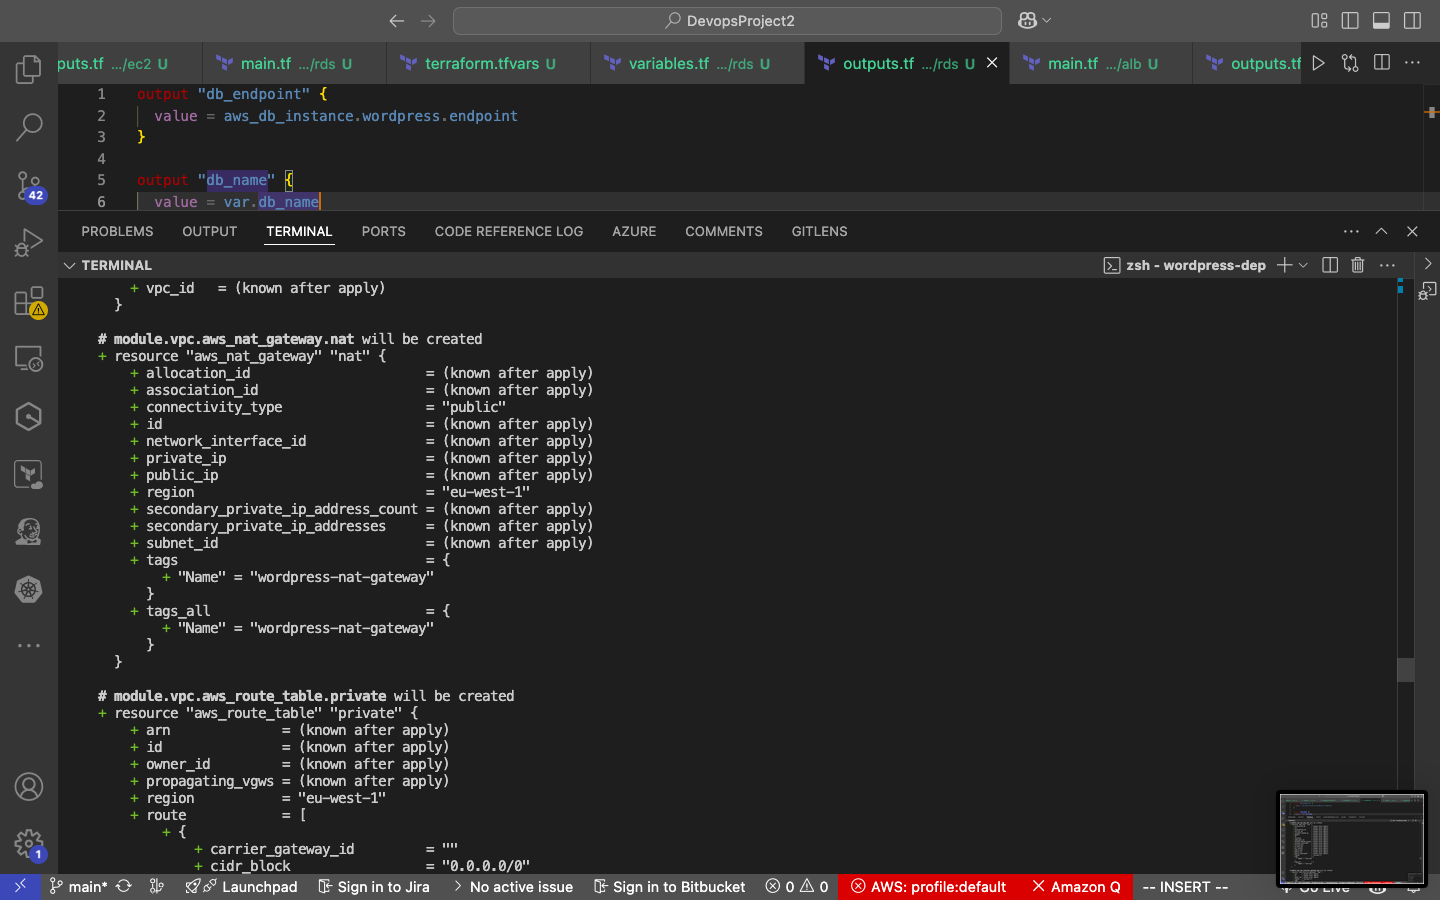 DevopsProject2
puts.tf .../ec2 U
main.tf .../rds U
terraform.tfvars U
variables.tf .../rds U
outputs.tf .../rds U
main.tf .../alb U
outputs.tf
1 output "db_endpoint" {
2 value = aws_db_instance.wordpress.endpoint
3 }
4
5 output "db_name" {
6 value = var.db_name
PROBLEMS OUTPUT TERMINAL PORTS CODE REFERENCE LOG AZURE COMMENTS GITLENS
TERMINAL
zsh - wordpress-dep
+ vpc_id = (known after apply)
}
# module.vpc.aws_nat_gateway.nat will be created
+ resource "aws_nat_gateway" "nat" {
+ allocation_id = (known after apply)
+ association_id = (known after apply)
+ connectivity_type = "public"
+ id = (known after apply)
+ network_interface_id = (known after apply)
+ private_ip = (known after apply)
+ public_ip = (known after apply)
+ region = "eu-west-1"
+ secondary_private_ip_address_count = (known after apply)
+ secondary_private_ip_addresses = (known after apply)
+ subnet_id = (known after apply)
+ tags = {
+ "Name" = "wordpress-nat-gateway"
}
+ tags_all = {
+ "Name" = "wordpress-nat-gateway"
}
}
# module.vpc.aws_route_table.private will be created
+ resource "aws_route_table" "private" {
+ arn = (known after apply)
+ id = (known after apply)
+ owner_id = (known after apply)
+ propagating_vgws = (known after apply)
+ region = "eu-west-1"
+ route = [
+ {
+ carrier_gateway_id = ""
+ cidr_block = "0.0.0.0/0"
42
1
main* Launchpad Sign in to Jira No active issue Sign in to Bitbucket 0 0 AWS: profile:default Amazon Q -- INSERT --